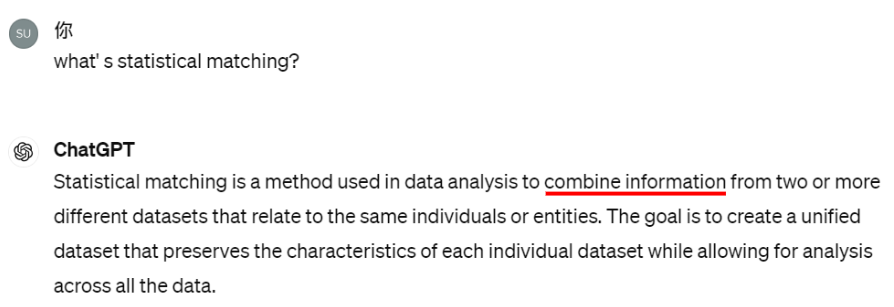 SU 你
what' s statistical matching?
ChatGPT
Statistical matching is a method used in data analysis to combine information from two or more
different datasets that relate to the same individuals or entities. The goal is to create a unified
dataset that preserves the characteristics of each individual dataset while allowing for analysis
across all the data.